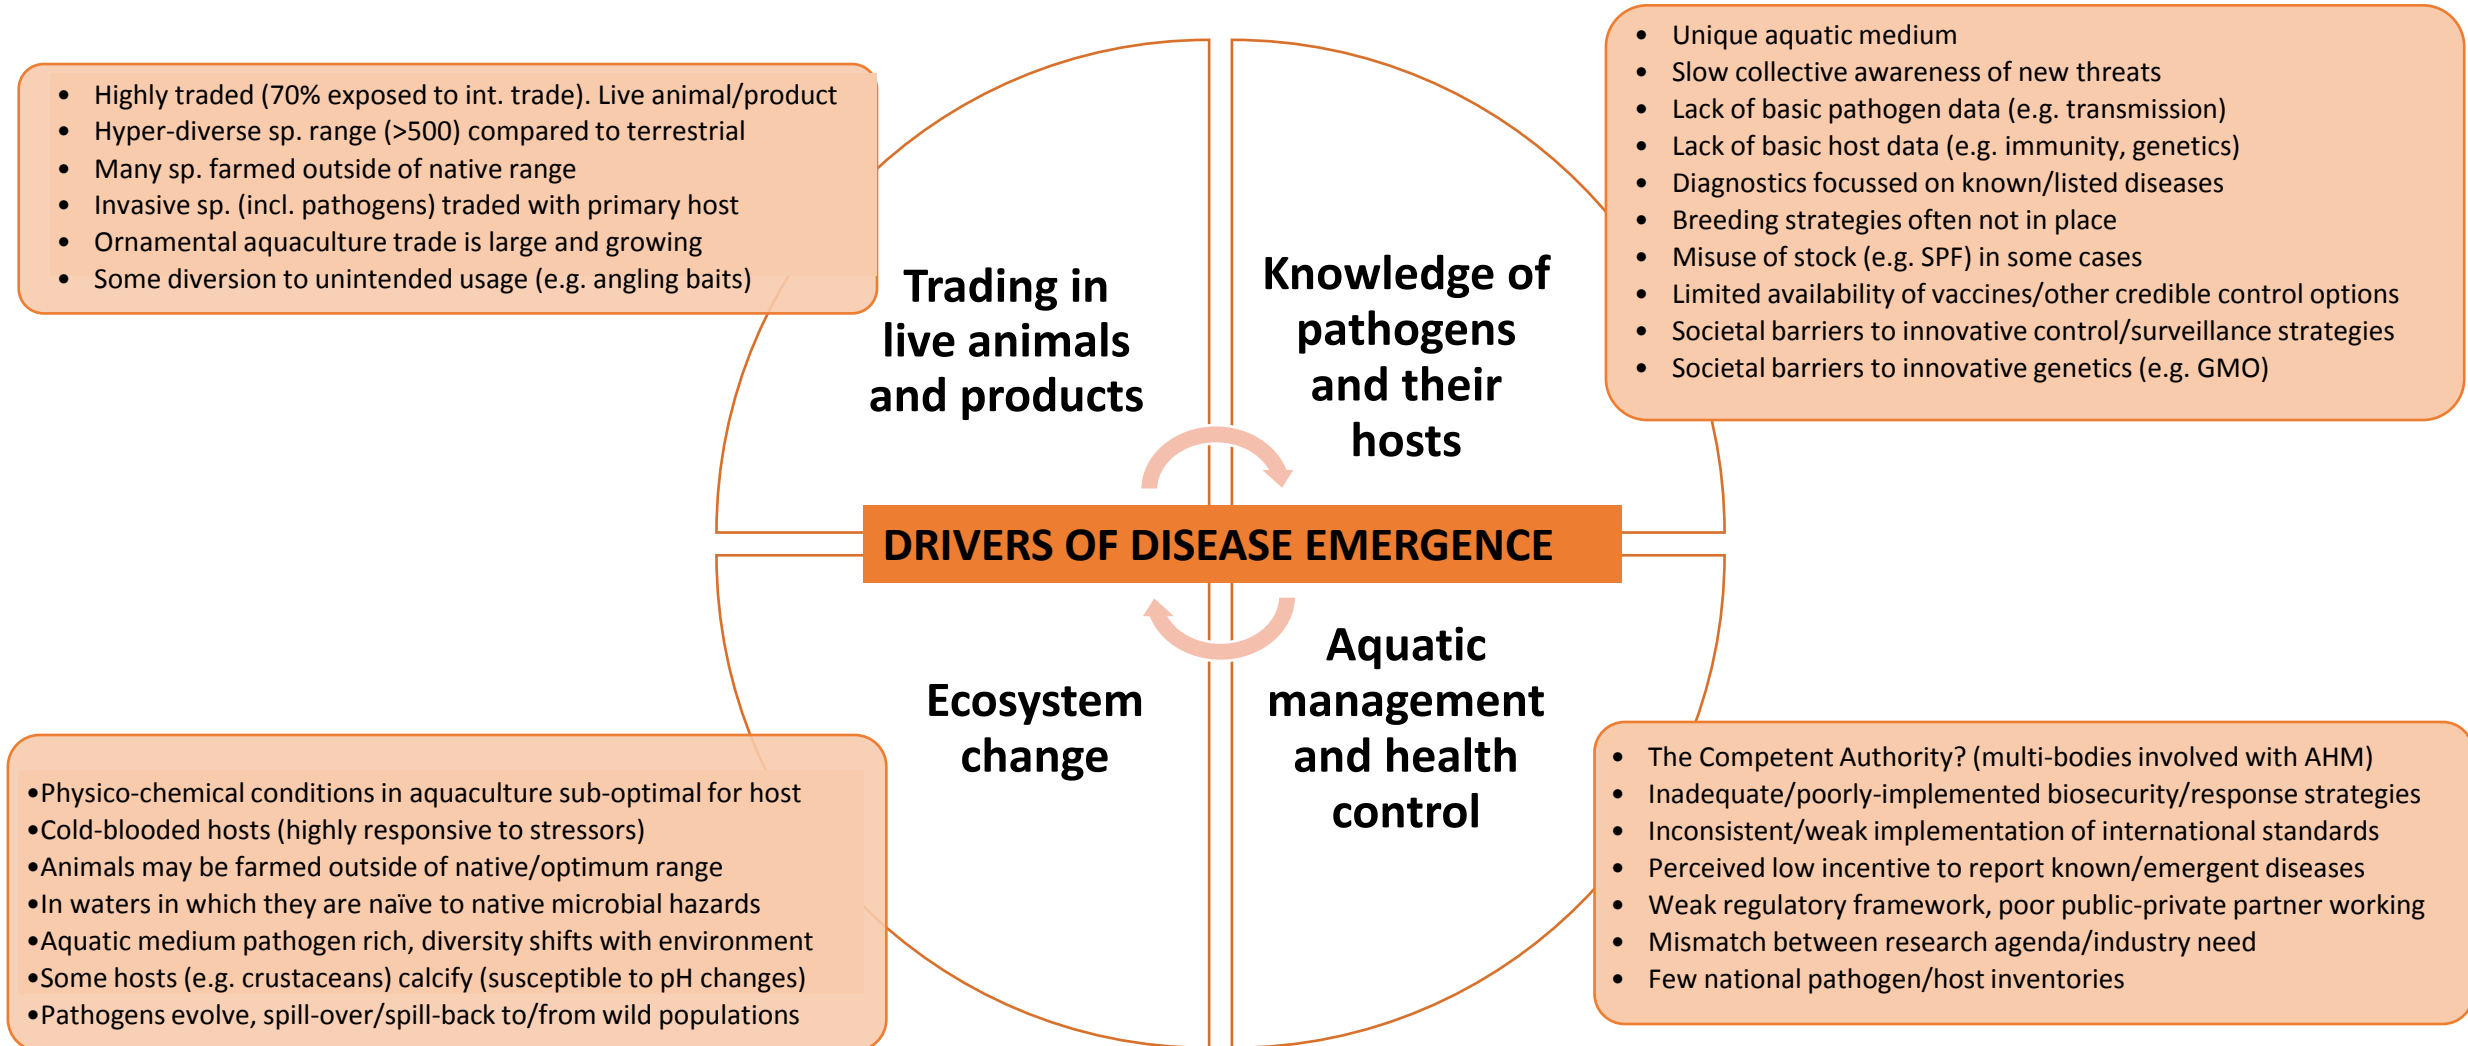 • Highly traded (70% exposed to int. trade). Live animal/product
• Hyper-diverse sp. range (>500) compared to terrestrial
• Many sp. farmed outside of native range
• Invasive sp. (incl. pathogens) traded with primary host
• Ornamental aquaculture trade is large and growing
• Some diversion to unintended usage (e.g. angling baits)
Trading in
live animals
and products
• Unique aquatic medium
• Slow collective awareness of new threats
• Lack of basic pathogen data (e.g. transmission)
• Lack of basic host data (e.g. immunity, genetics)
• Diagnostics focussed on known/listed diseases
• Breeding strategies often not in place
• Misuse of stock (e.g. SPF) in some cases
• Limited availability of vaccines/other credible control options
• Societal barriers to innovative control/surveillance strategies
• Societal barriers to innovative genetics (e.g. GMO)
Knowledge of
pathogens
and their
hosts
DRIVERS OF DISEASE EMERGENCE
Ecosystem
change
•Physico-chemical conditions in aquaculture sub-optimal for host
•Cold-blooded hosts (highly responsive to stressors)
•Animals may be farmed outside of native/optimum range
•In waters in which they are naïve to native microbial hazards
•Aquatic medium pathogen rich, diversity shifts with environment
•Some hosts (e.g. crustaceans) calcify (susceptible to pH changes)
•Pathogens evolve, spill-over/spill-back to/from wild populations
Aquatic
management
and health
control
• The Competent Authority? (multi-bodies involved with AHM)
• Inadequate/poorly-implemented biosecurity/response strategies
• Inconsistent/weak implementation of international standards
• Perceived low incentive to report known/emergent diseases
• Weak regulatory framework, poor public-private partner working
• Mismatch between research agenda/industry need
• Few national pathogen/host inventories